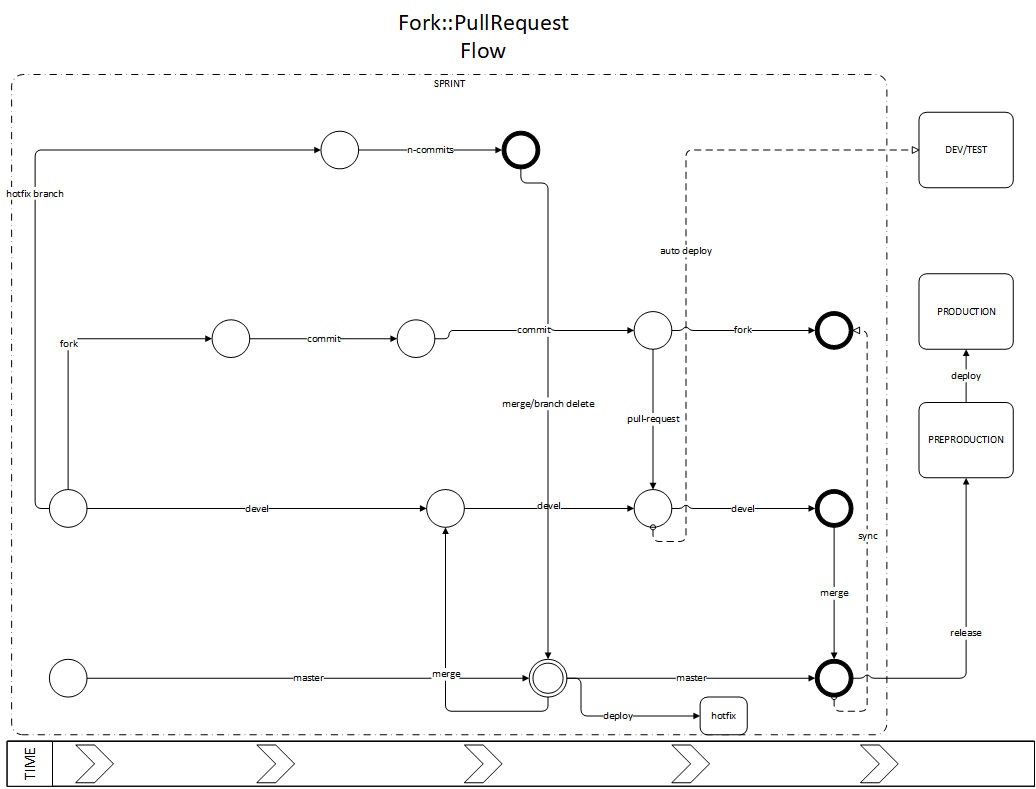 Fork::PullRequest
Flow
SPRINT
n-commits
DEV/TEST
hotfix branch
auto deploy
PRODUCTION
commit
fork
commit
fork
deploy
merge/branch delete
pull-request
PREPRODUCTION
devel
devel
devel
sync
merge
release
master
merge
master
deploy
hotfix
TIME